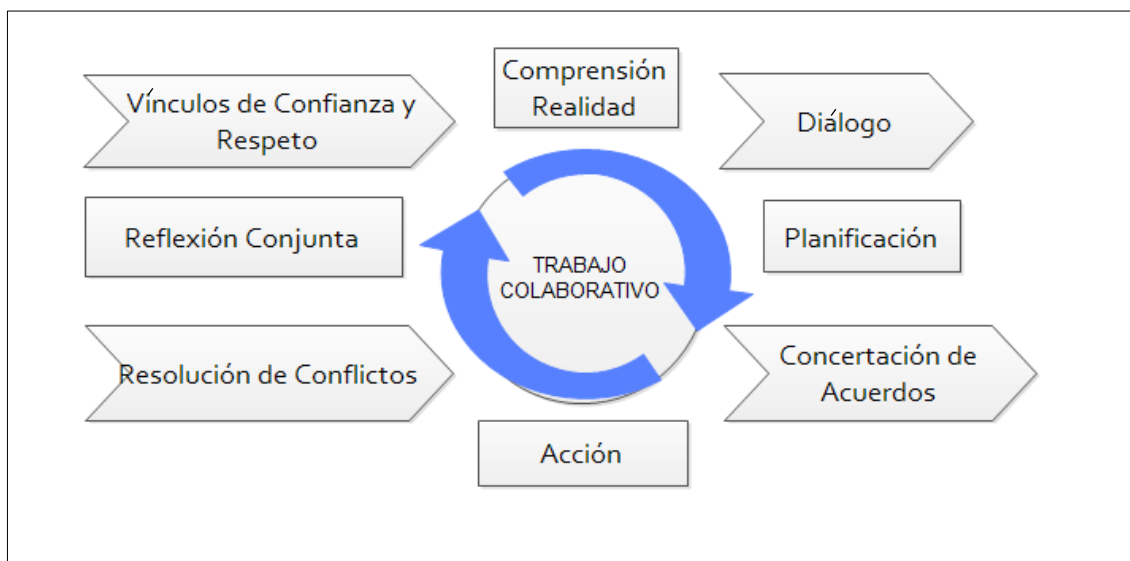 Vínculos de Confianza y
Respeto
Comprensión
Realidad
Diálogo
Reflexión Conjunta
TRABAJO
COLABORATIVO
Planificación
Resolución de Conflictos
Concertación de
Acuerdos
Acción